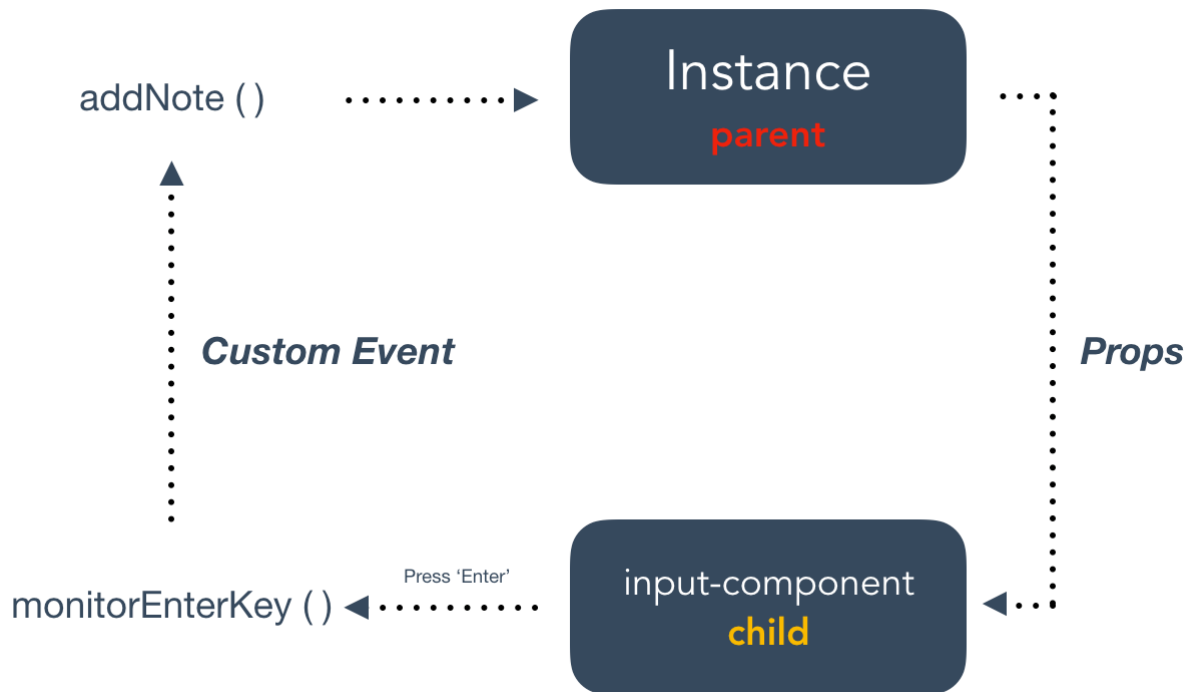 addNote ( )
Instance
parent
Custom Event
Props
Press ‘Enter’
monitorEnterKey ( )
input-component
child